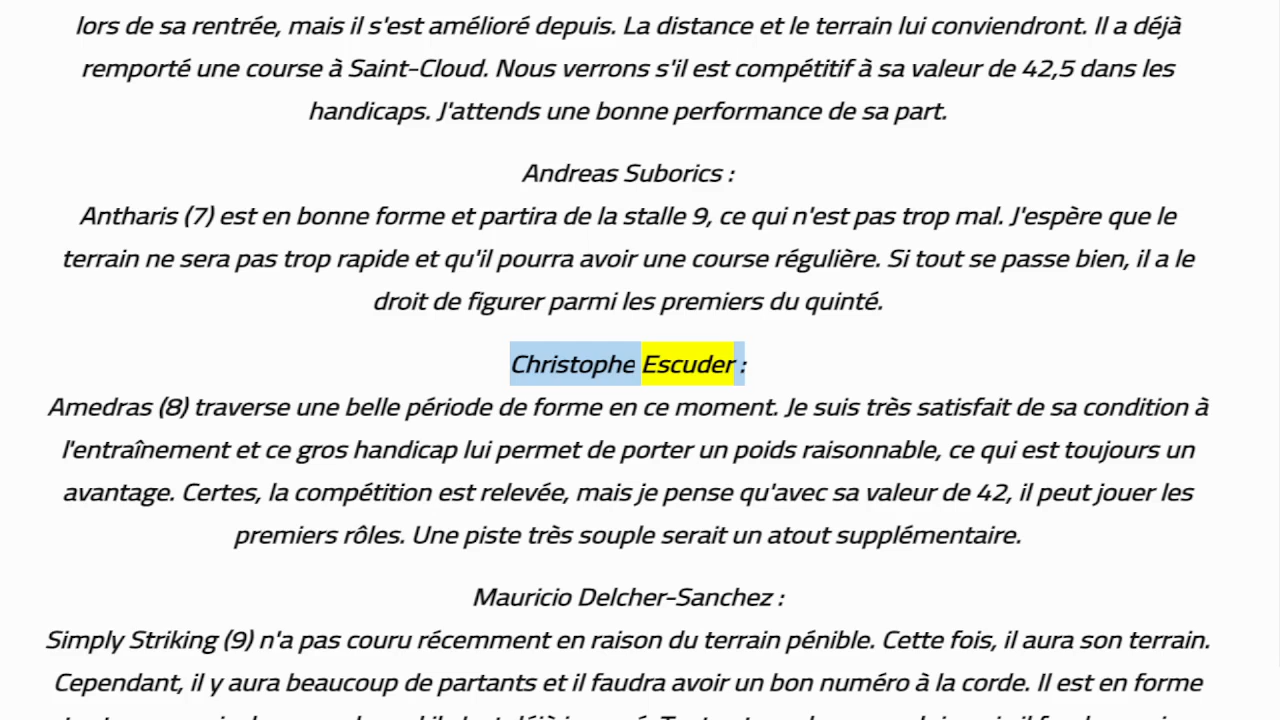 lors de sa rentrée, mais il s'est amélioré depuis. La distance et le terrain lui conviendront. Il a déjà
remporté une course à Saint-Cloud. Nous verrons s'il est compétitif à sa valeur de 42,5 dans les
handicaps. J'attends une bonne performance de sa part.
Andreas Suborics :
Antharis (7) est en bonne forme et partira de la stalle 9, ce qui n'est pas trop mal. J'espère que le
terrain ne sera pas trop rapide et qu'il pourra avoir une course régulière. Si tout se passe bien, il a le
droit de figurer parmi les premiers du quinté.
Christophe Escuder :
Amedras (8) traverse une belle période de forme en ce moment. Je suis très satisfait de sa condition à
l'entraînement et ce gros handicap lui permet de porter un poids raisonnable, ce qui est toujours un
avantage. Certes, la compétition est relevée, mais je pense qu'avec sa valeur de 42, il peut jouer les
premiers rôles. Une piste très souple serait un atout supplémentaire.
Mauricio Delcher-Sanchez :
Simply Striking (9) n'a pas couru récemment en raison du terrain pénible. Cette fois, il aura son terrain.
Cependant, il y aura beaucoup de partants et il faudra avoir un bon numéro à la corde. Il est en forme